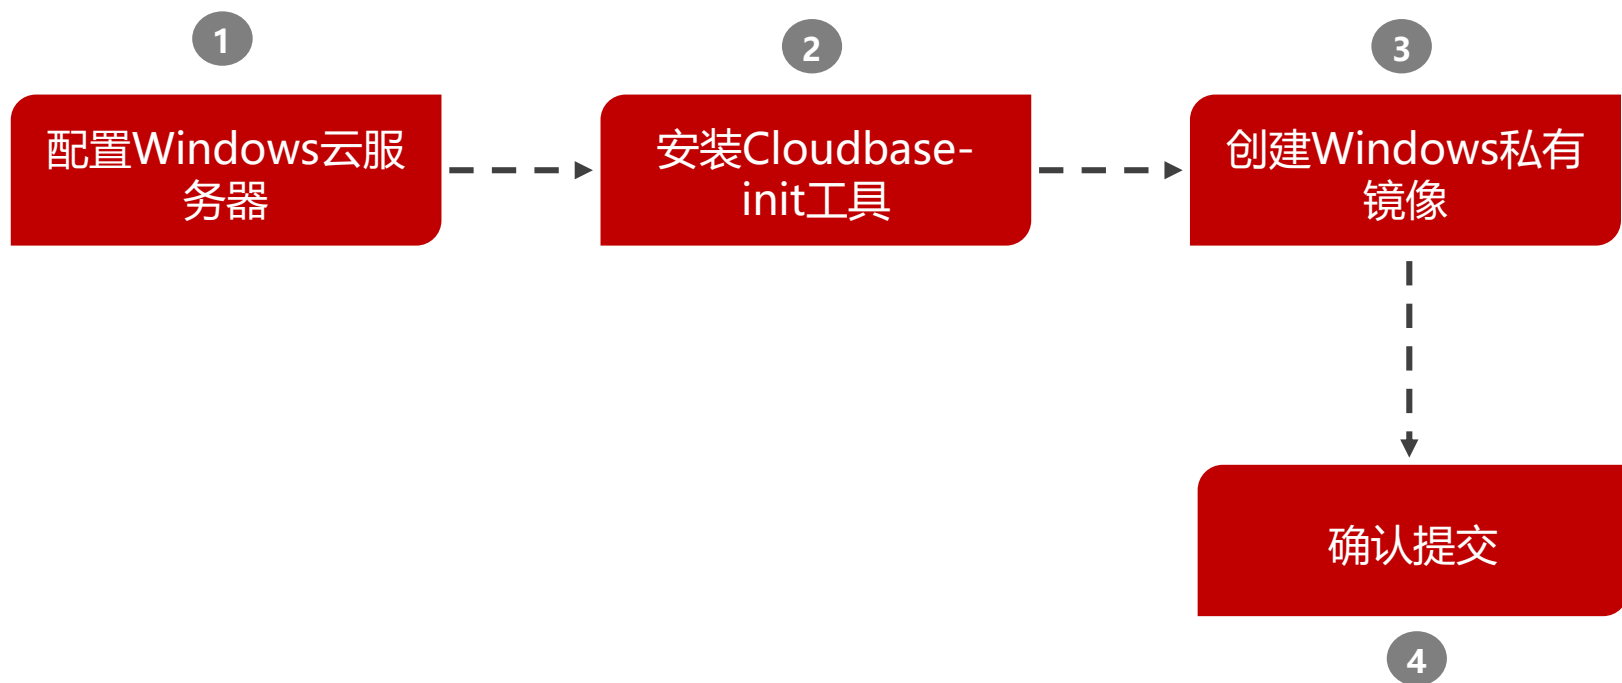 1
配置Windows云服
务器
2
安装Cloudbase-
init工具
3
创建Windows私有
镜像
确认提交
4